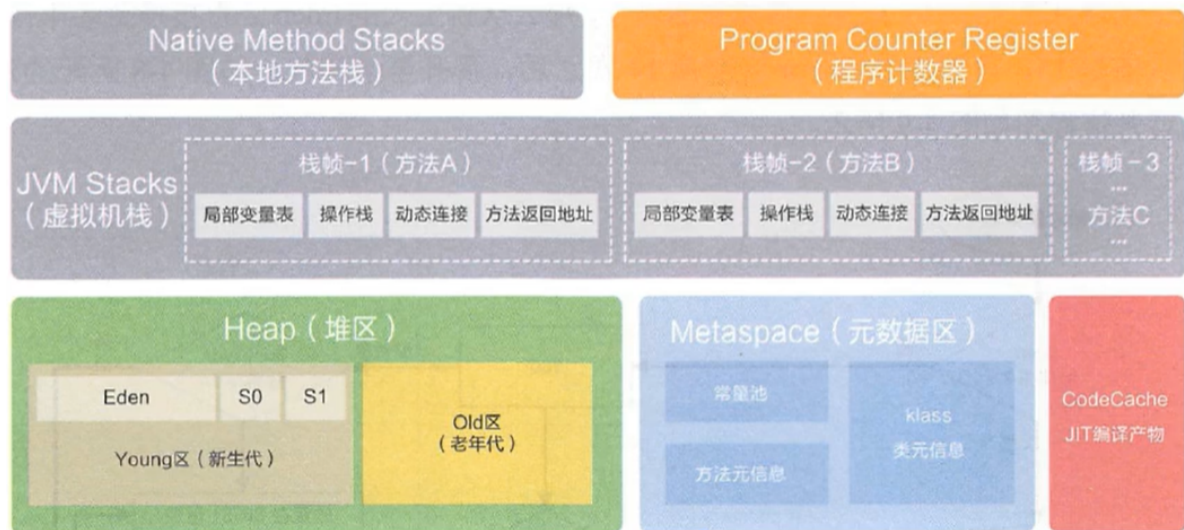 Native Method Stacks
（本地方法栈）
Program Counter Register
（程序计数器）
JVM Stacks
（虚拟机栈）
栈帧-1（方法A）
局部变量表
操作栈
动态连接
方法返回地址
栈帧-2（方法B）
局部变量表
操作栈
动态连接
方法返回地址
栈帧－3
...
方法C
...
Heap（堆区）
Eden
S0
S1
Young区（新生代）
Old区
（老年代）
Metaspace（元数据区）
常量池
方法元信息
klass
类元信息
CodeCache
JIT编译产物